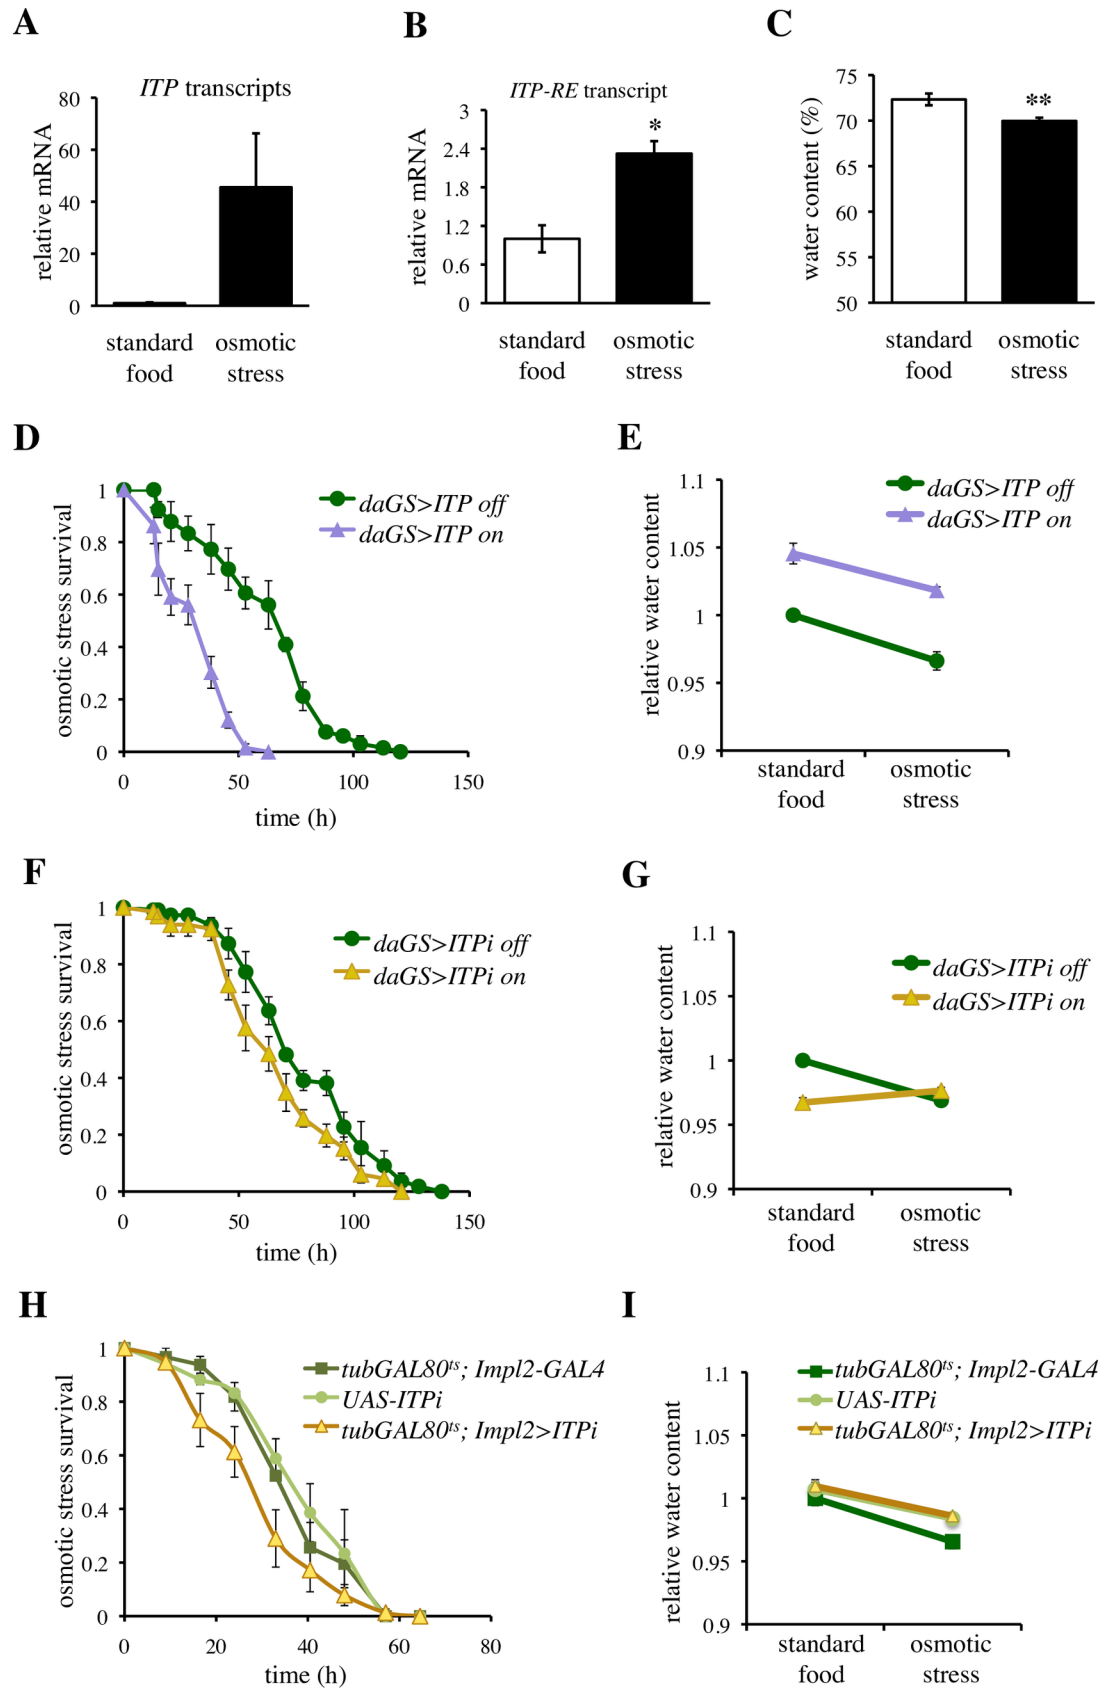 A
ITP transcripts
relative mRNA
80
60
40
20
0
standard food
osmotic stress
B
ITP-RE transcript
relative mRNA
3
2.4
1.8
1.2
0.6
0
*
standard food
osmotic stress
C
water content (%)
75
70
65
60
55
50
**
standard food
osmotic stress
D
osmotic stress survival
1
0.8
0.6
0.4
0.2
0
0 50 100 150
time (h)
daGS>ITP off
daGS>ITP on
E
relative water content
1.1
1.05
1
0.95
0.9
daGS>ITP off
daGS>ITP on
standard food
osmotic stress
F
osmotic stress survival
1
0.8
0.6
0.4
0.2
0
0 50 100 150
time (h)
daGS>ITPi off
daGS>ITPi on
G
relative water content
1.1
1.05
1
0.95
0.9
daGS>ITPi off
daGS>ITPi on
standard food
osmotic stress
H
osmotic stress survival
1
0.8
0.6
0.4
0.2
0
0 20 40 60 80
time (h)
tubGAL80ts; Impl2-GAL4
UAS-ITPi
tubGAL80ts; Impl2>ITPi
I
relative water content
1.1
1.05
1
0.95
0.9
tubGAL80ts; Impl2-GAL4
UAS-ITPi
tubGAL80ts; Impl2>ITPi
standard food
osmotic stress